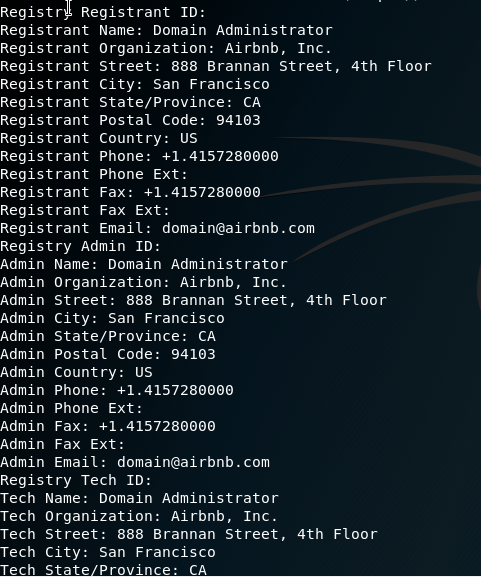 Registry Registrant ID:
Registrant Name: Domain Administrator
Registrant Organization: Airbnb, Inc.
Registrant Street: 888 Brannan Street, 4th Floor
Registrant City: San Francisco
Registrant State/Province: CA
Registrant Postal Code: 94103
Registrant Country: US
Registrant Phone: +1.4157280000
Registrant Phone Ext:
Registrant Fax: +1.4157280000
Registrant Fax Ext:
Registrant Email: domain@airbnb.com
Registry Admin ID:
Admin Name: Domain Administrator
Admin Organization: Airbnb, Inc.
Admin Street: 888 Brannan Street, 4th Floor
Admin City: San Francisco
Admin State/Province: CA
Admin Postal Code: 94103
Admin Country: US
Admin Phone: +1.4157280000
Admin Phone Ext:
Admin Fax: +1.4157280000
Admin Fax Ext:
Admin Email: domain@airbnb.com
Registry Tech ID:
Tech Name: Domain Administrator
Tech Organization: Airbnb, Inc.
Tech Street: 888 Brannan Street, 4th Floor
Tech City: San Francisco
Tech State/Province: CA